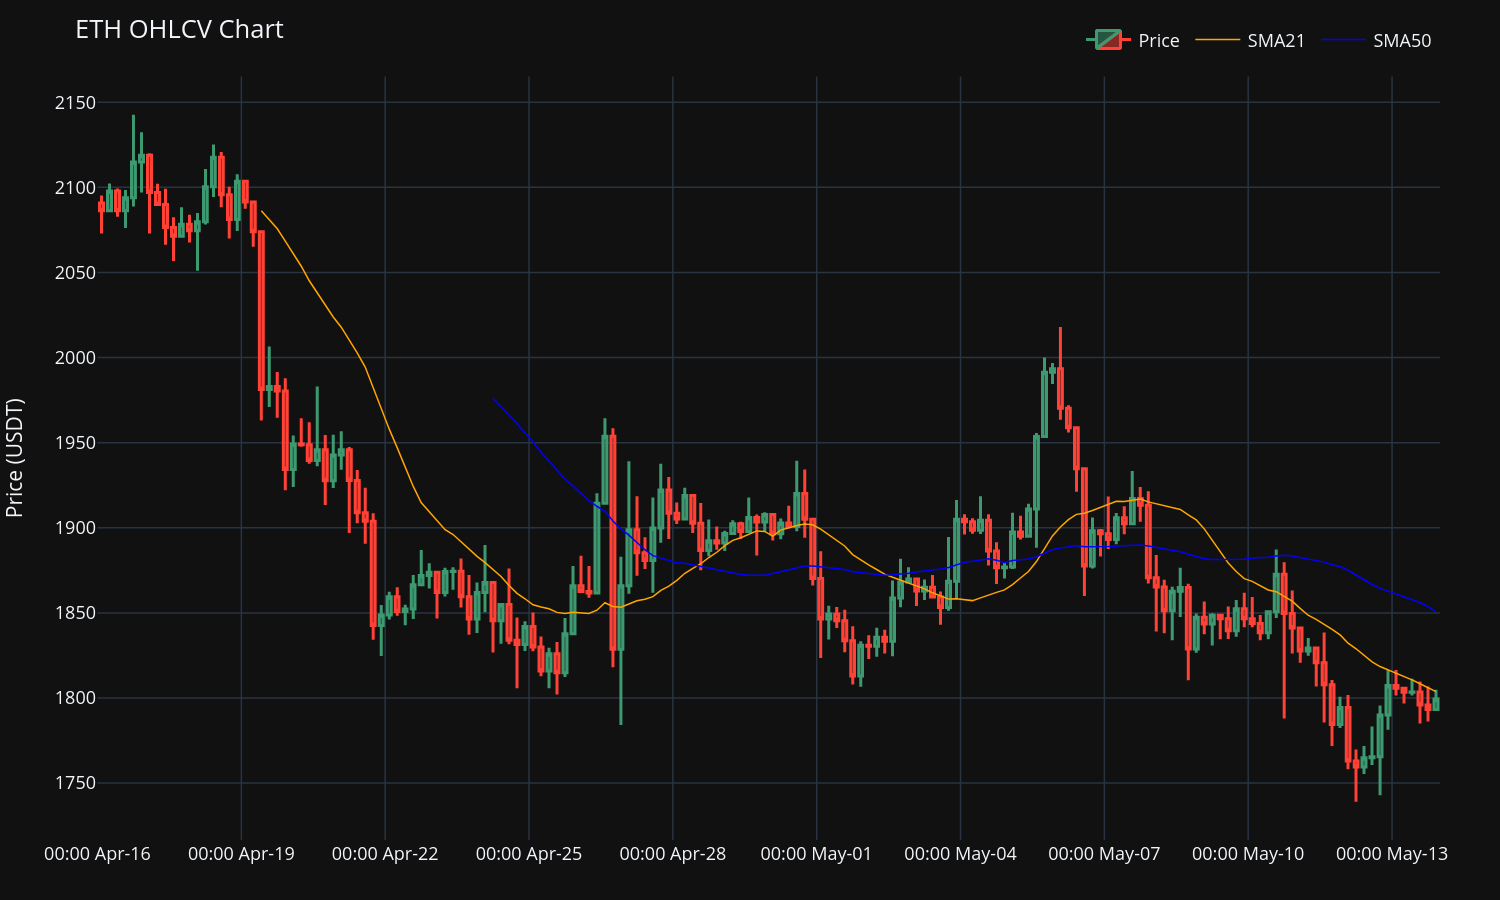 ETH OHLCV Chart
Price
SMA21
SMA50
Price (USDT)
2150
2100
2050
2000
1950
1900
1850
1800
1750
00:00 Apr-16
00:00 Apr-19
00:00 Apr-22
00:00 Apr-25
00:00 Apr-28
00:00 May-01
00:00 May-04
00:00 May-07
00:00 May-10
00:00 May-13